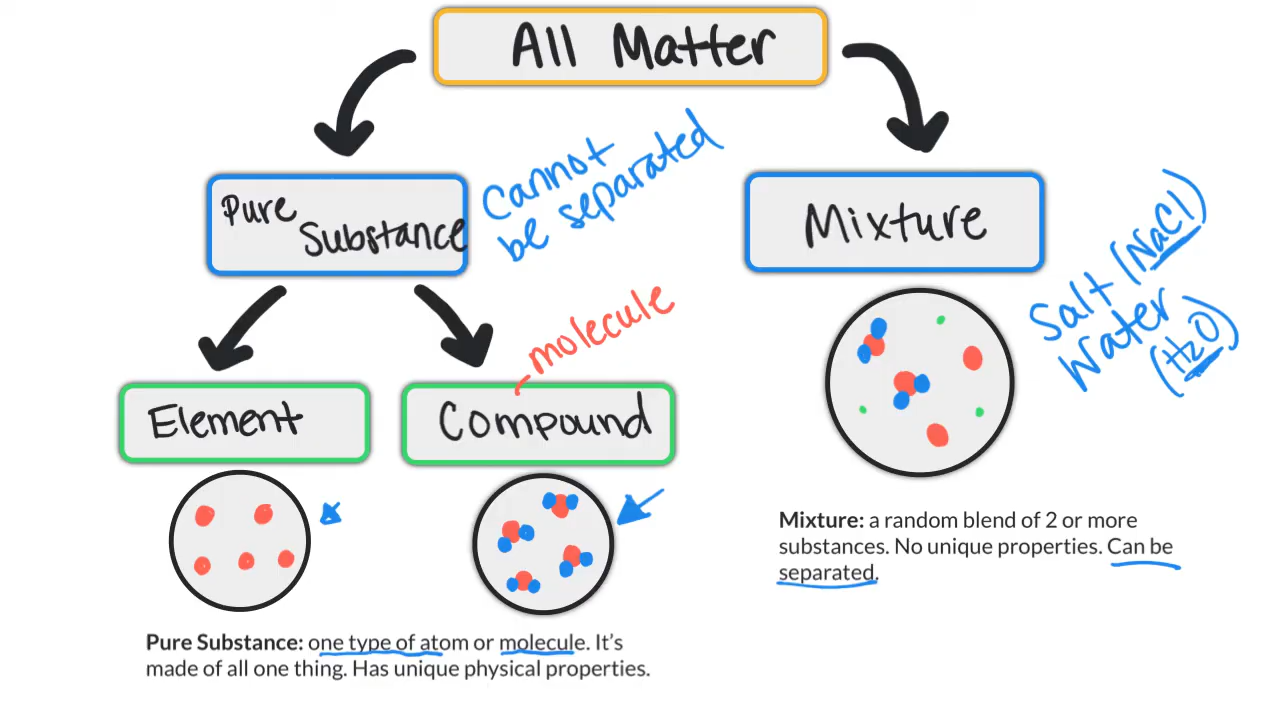 All Matter
Pure
Substance
Cannot
be separated
Mixture
Salt (NaCl)
Water
(H2O)
molecule
Element
Compound
Mixture: a random blend of 2 or more
substances. No unique properties. Can be
separated.
Pure Substance: one type of atom or molecule. It's
made of all one thing. Has unique physical properties.